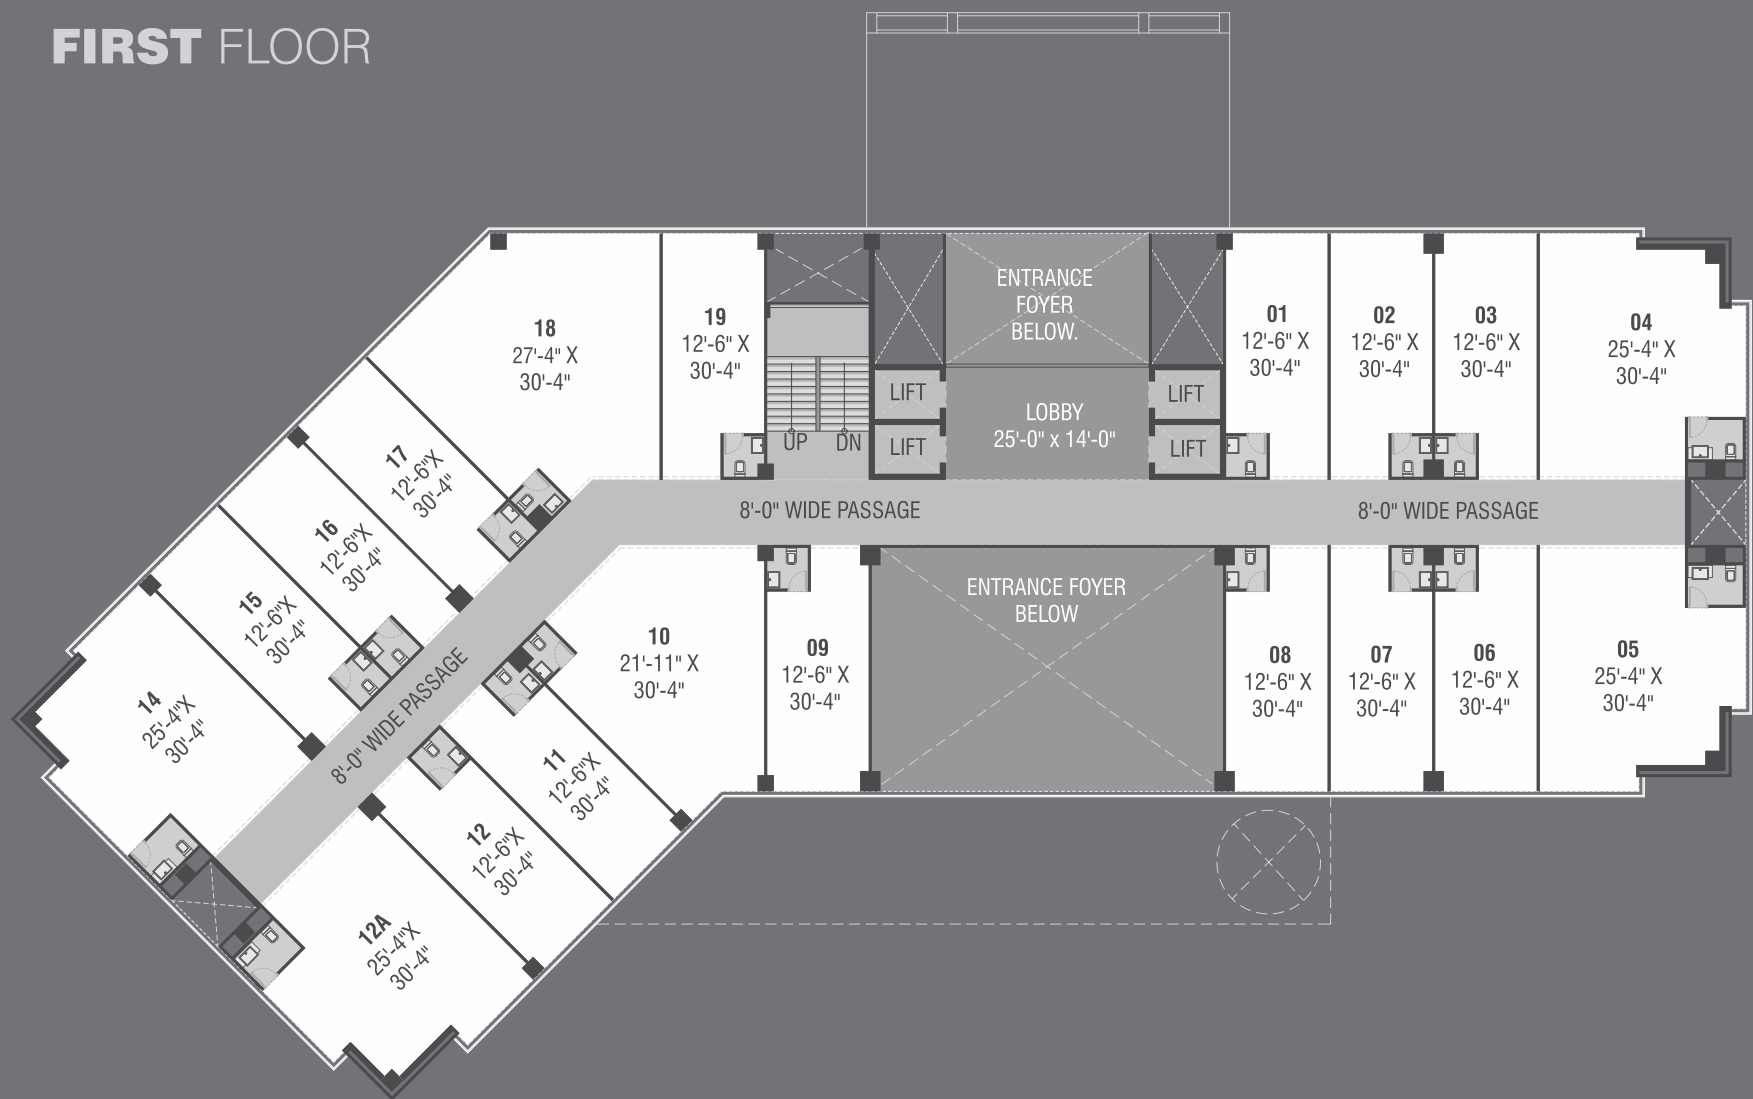 FIRST FLOOR
18
27'-4" X
30'-4"
19
12'-6" X
30'-4"
ENTRANCE
FOYER
BELOW.
01
12'-6" X
30'-4"
02
12'-6" X
30'-4"
03
12'-6" X
30'-4"
04
25'-4" X
30'-4"
LIFT
LIFT
LOBBY
25'-0" x 14'-0"
LIFT
LIFT
UP
DN
17
12'-6"X
30'-4"
16
12'-6"X
30'-4"
15
12'-6"X
30'-4"
14
25'-4"X
30'-4"
8'-0" WIDE PASSAGE
8'-0" WIDE PASSAGE
8'-0" WIDE PASSAGE
ENTRANCE FOYER
BELOW
10
21'-11" X
30'-4"
09
12'-6" X
30'-4"
08
12'-6" X
30'-4"
07
12'-6" X
30'-4"
06
12'-6" X
30'-4"
05
25'-4" X
30'-4"
11
12'-6"X
30'-4"
12
12'-6"X
30'-4"
12A
25'-4"X
30'-4"